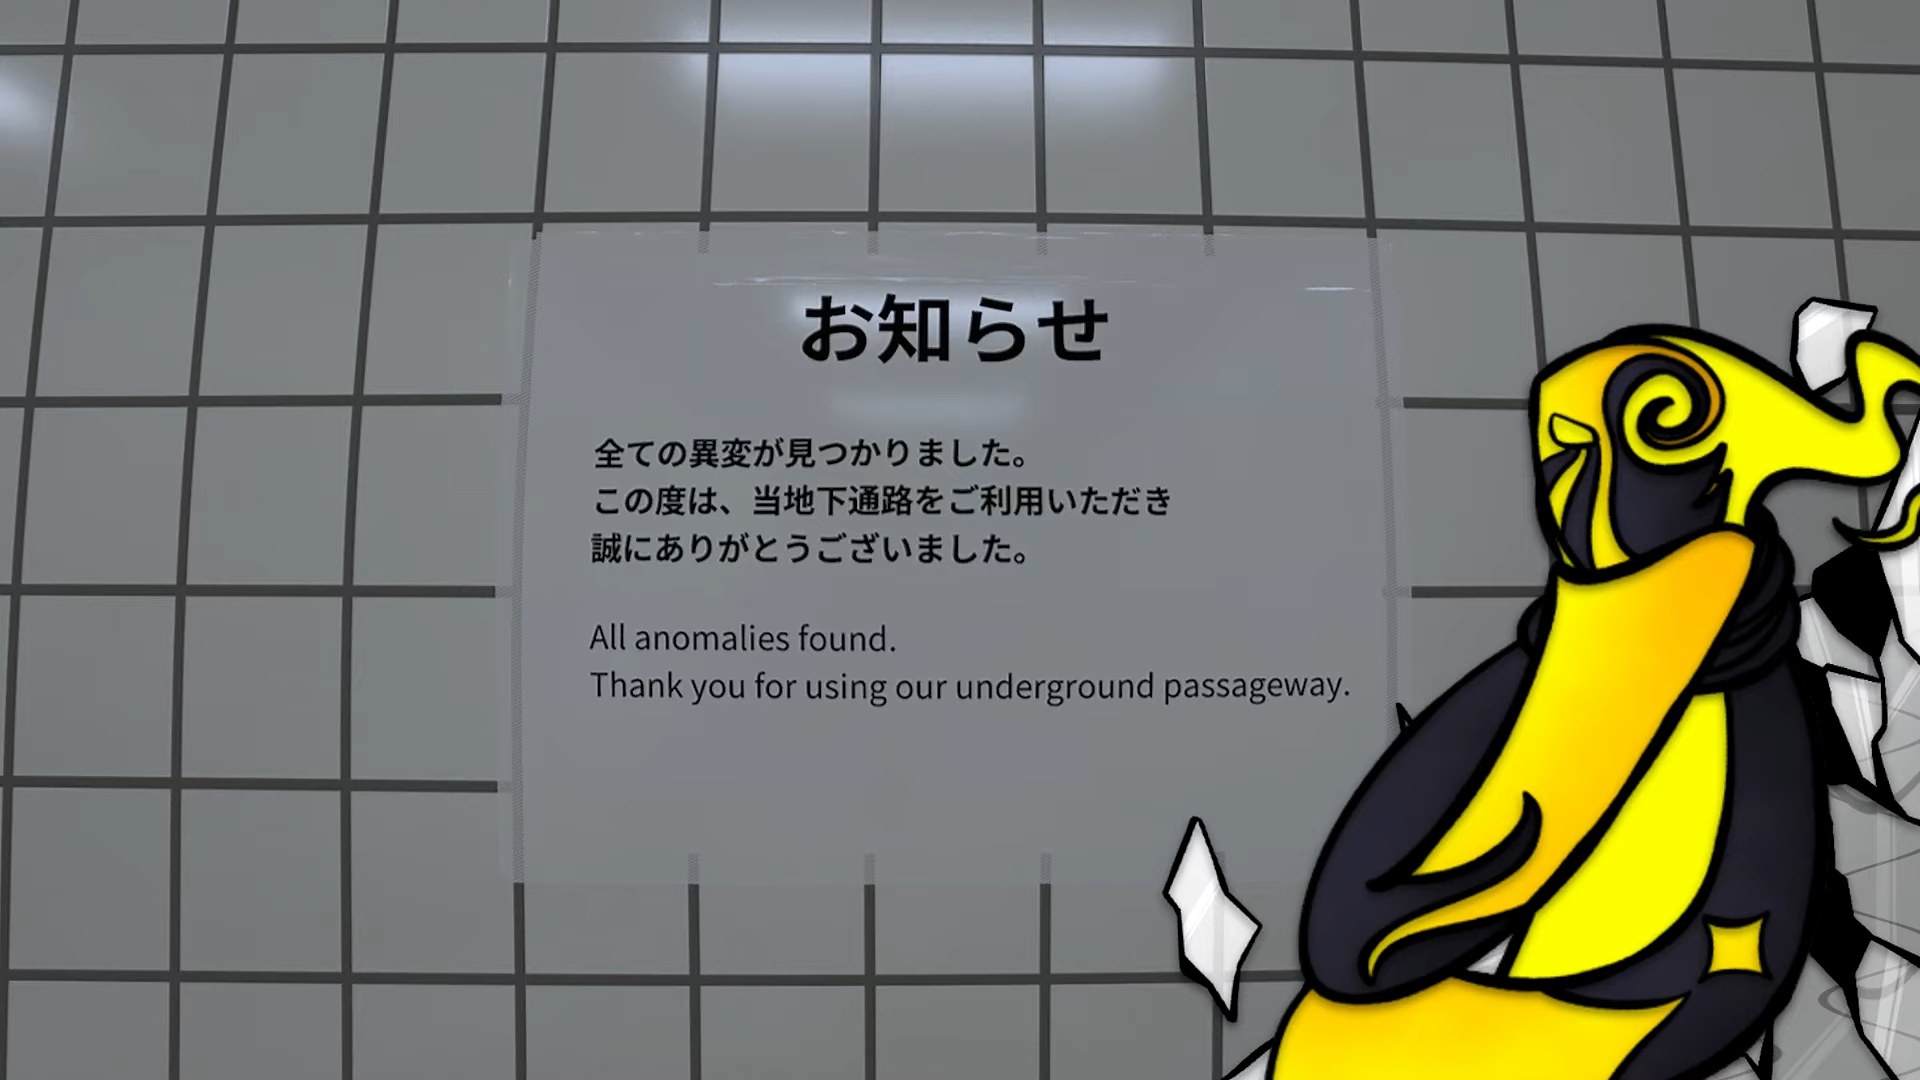 お知らせ
全ての異変が見つかりました。
この度は、当地下通路をご利用いただき
誠にありがとうございました。
All anomalies found.
Thank you for using our underground passageway.